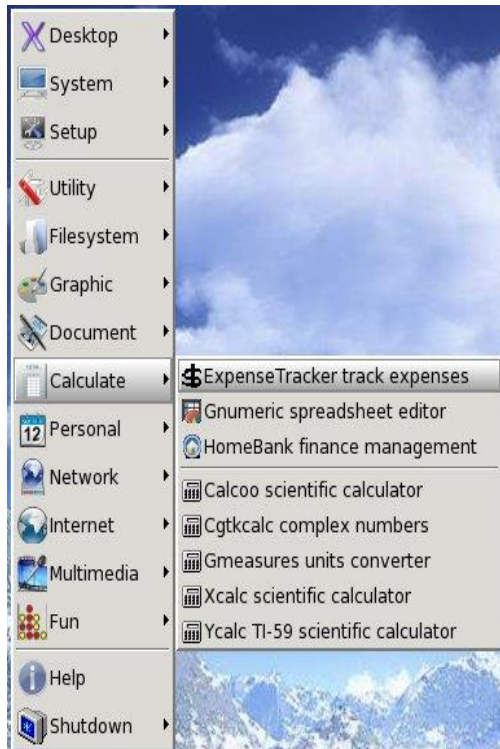 Desktop
System
Setup
Utility
Filesystem
Graphic
Document
Calculate
Personal
12
Network
Internet
Multimedia
Fun
Help
Shutdown
ExpenseTracker track expenses
Gnumeric spreadsheet editor
HomeBank finance management
Calcoo scientific calculator
Cgtkcalc complex numbers
Gmeasures units converter
Xcalc scientific calculator
Ycalc TI-59 scientific calculator